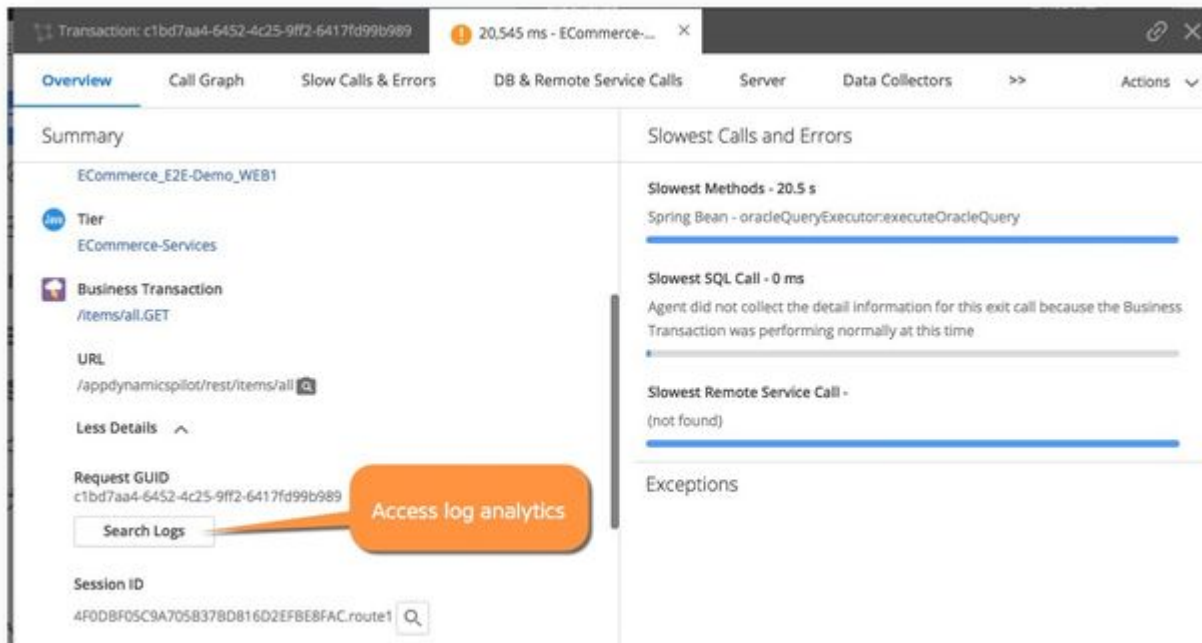 Transaction: c1bd7aa4-6452-4c25-9ff2-6417fd99b989
20,545 ms - ECommerce-...
Overview
Call Graph
Slow Calls & Errors
DB & Remote Service Calls
Server
Data Collectors
>>
Actions
Summary
ECommerce_E2E-Demo_WEB1
Java
Tier
ECommerce-Services
Business Transaction
/items/all.GET
URL
/appdynamicspilot/rest/items/all
Less Details
Request GUID
c1bd7aa4-6452-4c25-9ff2-6417fd99b989
Search Logs
Access log analytics
Session ID
4F0DBF05C9A705B37BD816D2EFBE8FAC.route1
Slowest Calls and Errors
Slowest Methods - 20.5 s
Spring Bean - oracleQueryExecutor:executeOracleQuery
Slowest SQL Call - 0 ms
Agent did not collect the detail information for this exit call because the Business
Transaction was performing normally at this time
Slowest Remote Service Call -
(not found)
Exceptions